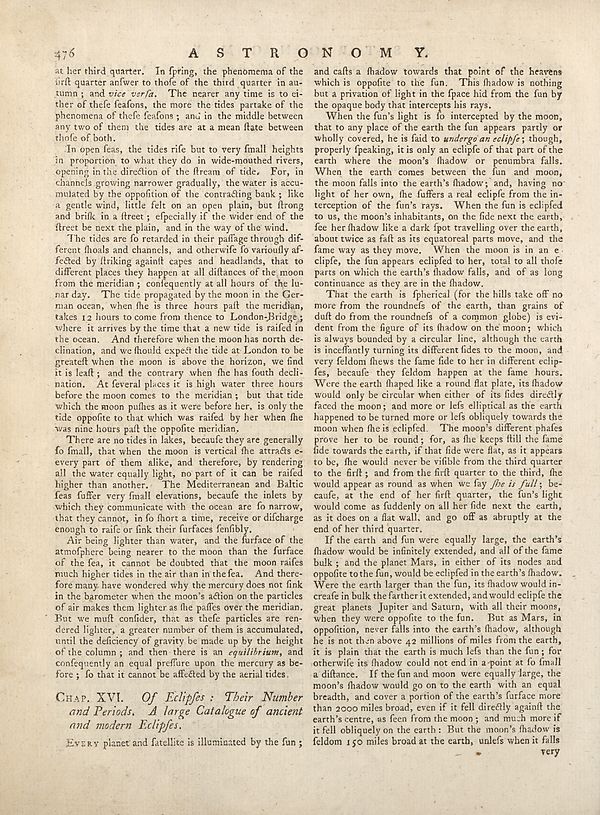 476
ASTRONOMY.
at her third quarter. In ſpring, the phenomema of the
firſt quarter anſwer to thoſe of the third quarter in au-
tumn ; and vice verſa. The nearer any time is to ei-
ther of theſe ſeaſons, the more the tides partake of the
phenomena of theſe ſeaſons ; and in the middle between
any two of them the tides are at a mean ſtate between
thoſe of both.
In open ſeas, the tides riſe but to very ſmall heights
in proportion to what they do in wide-mouthed rivers,
opening in the direction of the ſtream of tide. For, in
channels growing narrower gradually, the water is accu-
mulated by the oppoſition of the contracting bank ; like
a gentle wind, little felt on an open plain, but ſtrong
and briſk in a ſtreet ; eſpecially if the wider end of the
ſtreet be next the plain, and in the way of the wind.
The tides are ſo retarded in their paſſage through dif-
ferent ſhoals and channels, and otherwiſe ſo variouſly af-
fected by ſtriking againſt capes and headlands, that to
different places they happen at all diſtances of the moon
from the meridian ; conſequently at all hours of the lu-
nar day. The tide propagated by the moon in the Ger-
man ocean, when ſhe is three hours paſt the meridian,
takes 12 hours to come from thence to London-Bridge ;
where it arrives by the time that a new tide is raiſed in
the ocean. And therefore when the moon has north de-
clination, and we ſhould expect the tide at London to be
greateſt when the moon is above the horizon, we find
it is leaſt ; and the contrary when ſhe has ſouth decli-
nation. At ſeveral places it is high water three hours
before the moon comes to the meridian ; but that tide
which the moon puſhes as it were before her, is only the
tide oppoſite to that which was raiſed by her when ſhe
was nine hours paſt the oppoſite meridian.
There are no tides in lakes, becauſe they are generally
ſo ſmall, that when the moon is vertical ſhe attracts e-
very part of them alike, and therefore, by rendering
all the water equally light, no part of it can be raiſed
higher than another. The Mediterranean and Baltic
ſeas ſuffer very ſmall elevations, becauſe the inlets by
which they communicate with the ocean are ſo narrow,
that they cannot, in ſo ſhort a time, receive or diſcharge
enough to raiſe or ſink their ſurfaces ſenſibly.
Air being lighter than water, and the ſurface of the
atmoſphere being nearer to the moon than the ſurface
of the ſea, it cannot be doubted that the moon raiſes
much higher tides in the air than in the ſea. And there-
fore many have wondered why the mercury does not ſink
in the barometer when the moon's action on the particles
of air makes them lighter as ſhe paſſes over the meridian.
But we muſt conſider, that as theſe particles are ren-
dered lighter, a greater number of them is accumulated,
until the deficiency of gravity be made up by the height
of the column ; and then there is an equilibrium, and
conſequently an equal preſſure upon the mercury as be-
fore ; ſo that it cannot be affected by the aerial tides.
CHAP. XVI. Of Eclipſes : Their Number
and Periods. A large Catalogue of ancient
and modern Eclipſes.
EVERY planet and ſatellite is illuminated by the ſun ;
and caſts a ſhadow towards that point of the heavens
which is oppoſite to the ſun. This ſhadow is nothing
but a privation of light in the ſpace hid from the ſun by
the opaque body that intercepts his rays.
When the ſun's light is ſo intercepted by the moon,
that to any place of the earth the ſun appears partly or
wholly covered, he is ſaid to undergo an eclipſe ; though,
properly ſpeaking, it is only an eclipſe of that part of the
earth where the moon's ſhadow or penumbra falls.
When the earth comes between the ſun and moon,
the moon falls into the earth's ſhadow ; and, having no
light of her own, ſhe ſuffers a real eclipſe from the in-
terception of the ſun's rays. When the ſun is eclipſed
to us, the moon's inhabitants, on the ſide next the earth,
ſee her ſhadow like a dark ſpot travelling over the earth,
about twice as faſt as its equatoreal parts move, and the
ſame way as they move. When the moon is in an e-
clipſe, the ſun appears eclipſed to her, total to all thoſe
parts on which the earth's ſhadow falls, and of as long
continuance as they are in the ſhadow.
That the earth is ſpherical (for the hills take off no
more from the roundneſs of the earth, than grains of
duſt do from the roundneſs of a common globe) is evi-
dent from the figure of its ſhadow on the moon ; which
is always bounded by a circular line, although the earth
is inceſſantly turning its different ſides to the moon, and
very ſeldom ſhews the ſame ſide to her in different eclip-
ſes, becauſe they ſeldom happen at the ſame hours.
Were the earth ſhaped like a round flat plate, its ſhadow
would only be circular when either of its ſides directly
faced the moon ; and more or leſs elliptical as the earth
happened to be turned more or leſs obliquely towards the
moon when ſhe is eclipſed. The moon's different phaſes
prove her to be round ; for, as ſhe keeps ſtill the ſame
ſide towards the earth, if that ſide were flat, as it appears
to be, ſhe would never be viſible from the third quarter
to the firſt ; and from the firſt quarter to the third, ſhe
would appear as round as when we ſay ſhe is full ; be-
cauſe, at the end of her firſt quarter, the ſun's light
would come as ſuddenly on all her ſide next the earth,
as it does on a flat wall, and go off as abruptly at the
end of her third quarter.
If the earth and ſun were equally large, the earth's
ſhadow would be infinitely extended, and all of the ſame
bulk ; and the planet Mars, in either of its nodes and
oppoſite to the ſun, would be eclipſed in the earth's ſhadow.
Were the earth larger than the ſun, its ſhadow would in-
creaſe in bulk the farther it extended, and would eclipſe the
great planets Jupiter and Saturn, with all their moons,
when they were oppoſite to the ſun. But as Mars, in
oppoſition, never falls into the earth's ſhadow, although
he is not then above 42 millions of miles from the earth,
it is plain that the earth is much leſs than the ſun ; for
otherwiſe its ſhadow could not end in a point at ſo ſmall
a diſtance. If the ſun and moon were equally large, the
moon's ſhadow would go on to the earth with an equal
breadth, and cover a portion of the earth's ſurface more
than 2000 miles broad, even if it fell directly againſt the
earth's centre, as ſeen from the moon ; and much more if
it fell obliquely on the earth : But the moon's ſhadow is
ſeldom 150 miles broad at the earth, unleſs when it falls
very